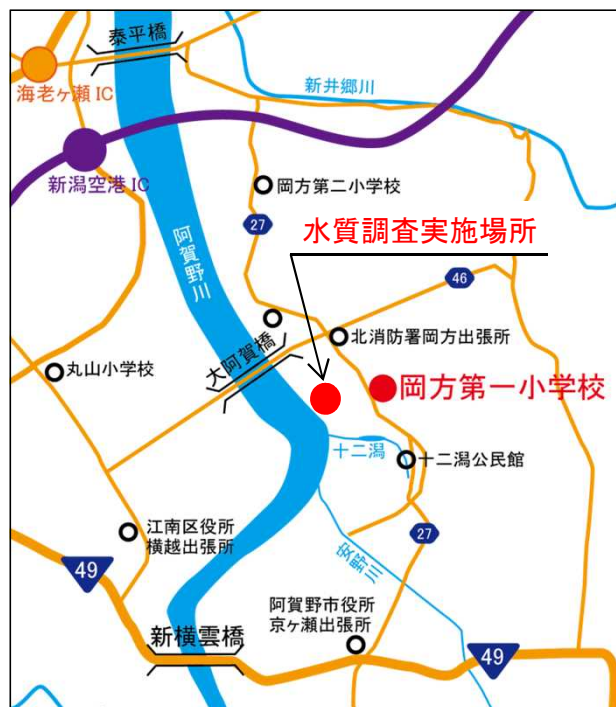 泰平橋
海老ヶ瀬IC
新井郷川
新潟空港IC
岡方第二小学校
27
水質調査実施場所
阿賀野川
46
北消防署岡方出張所
大阿賀橋
丸山小学校
岡方第一小学校
十二潟
十二潟公民館
江南区役所
横越出張所
27
安野川
49
阿賀野市役所
京ヶ瀬出張所
新横雲橋
49